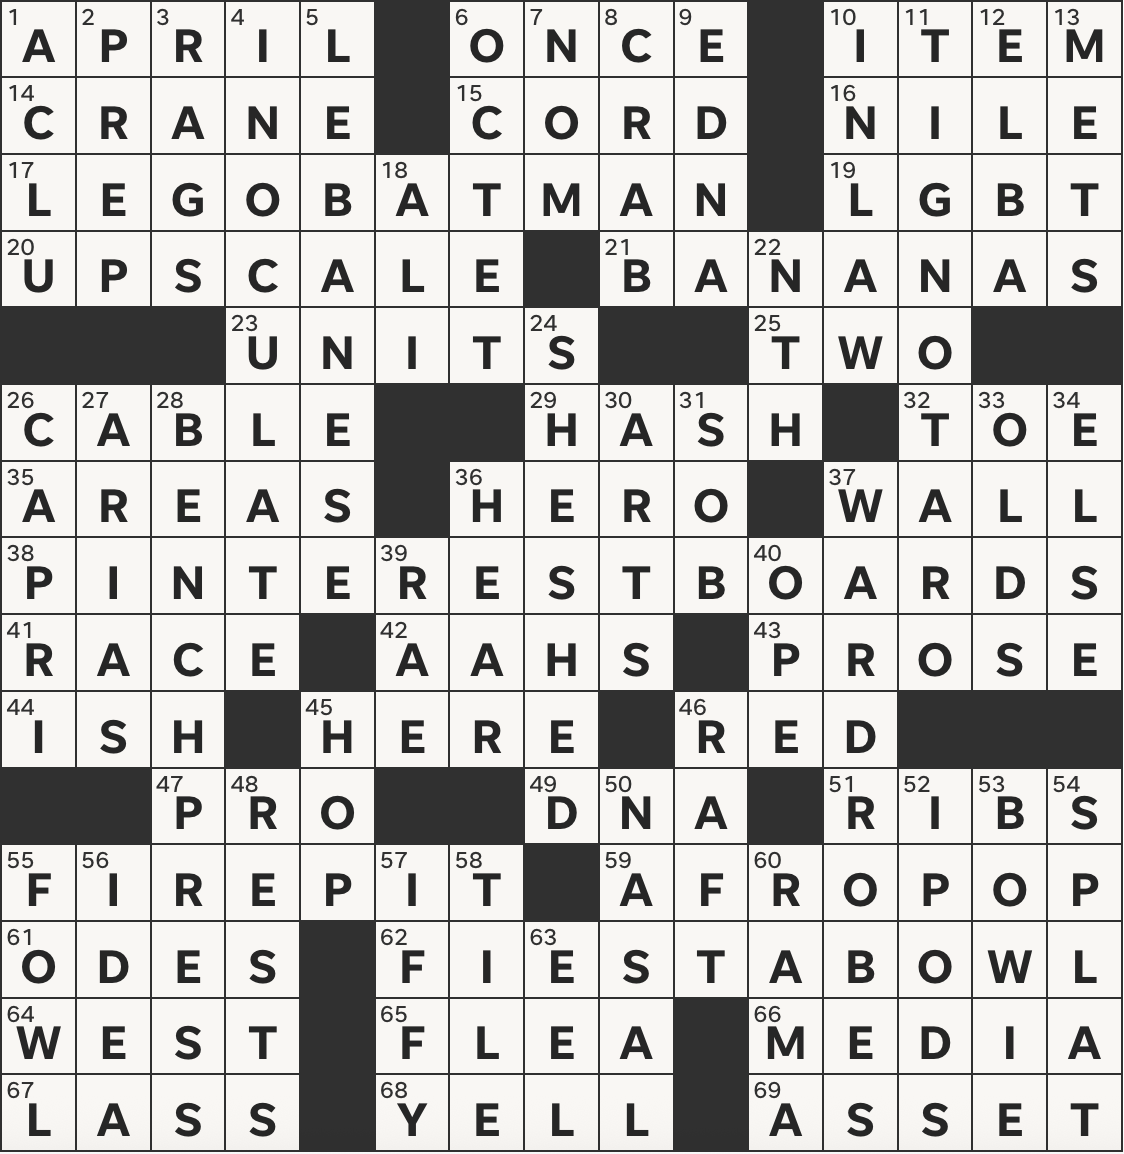 1 2 3 4 5 6 7 8 9 10 11 12 13
A P R I L O N C E I T E M
14 15 16
C R A N E C O R D N I L E
17 18 19
L E G O B A T M A N L G B T
20 21 22
U P S C A L E B A N A N A S
23 24 25
U N I T S T W O
26 27 28 29 30 31 32 33 34
C A B L E H A S H T O E
35 36 37
A R E A S H E R O W A L L
38 39 40
P I N T E R E S T B O A R D S
41 42 43
R A C E A A H S P R O S E
44 45 46
I S H H E R E R E D
47 48 49 50 51 52 53 54
P R O D N A R I B S
55 56 57 58 59 60
F I R E P I T A F R O P O P
61 62 63
O D E S F I E S T A B O W L
64 65 66
W E S T F L E A M E D I A
67 68 69
L A S S Y E L L A S S E T